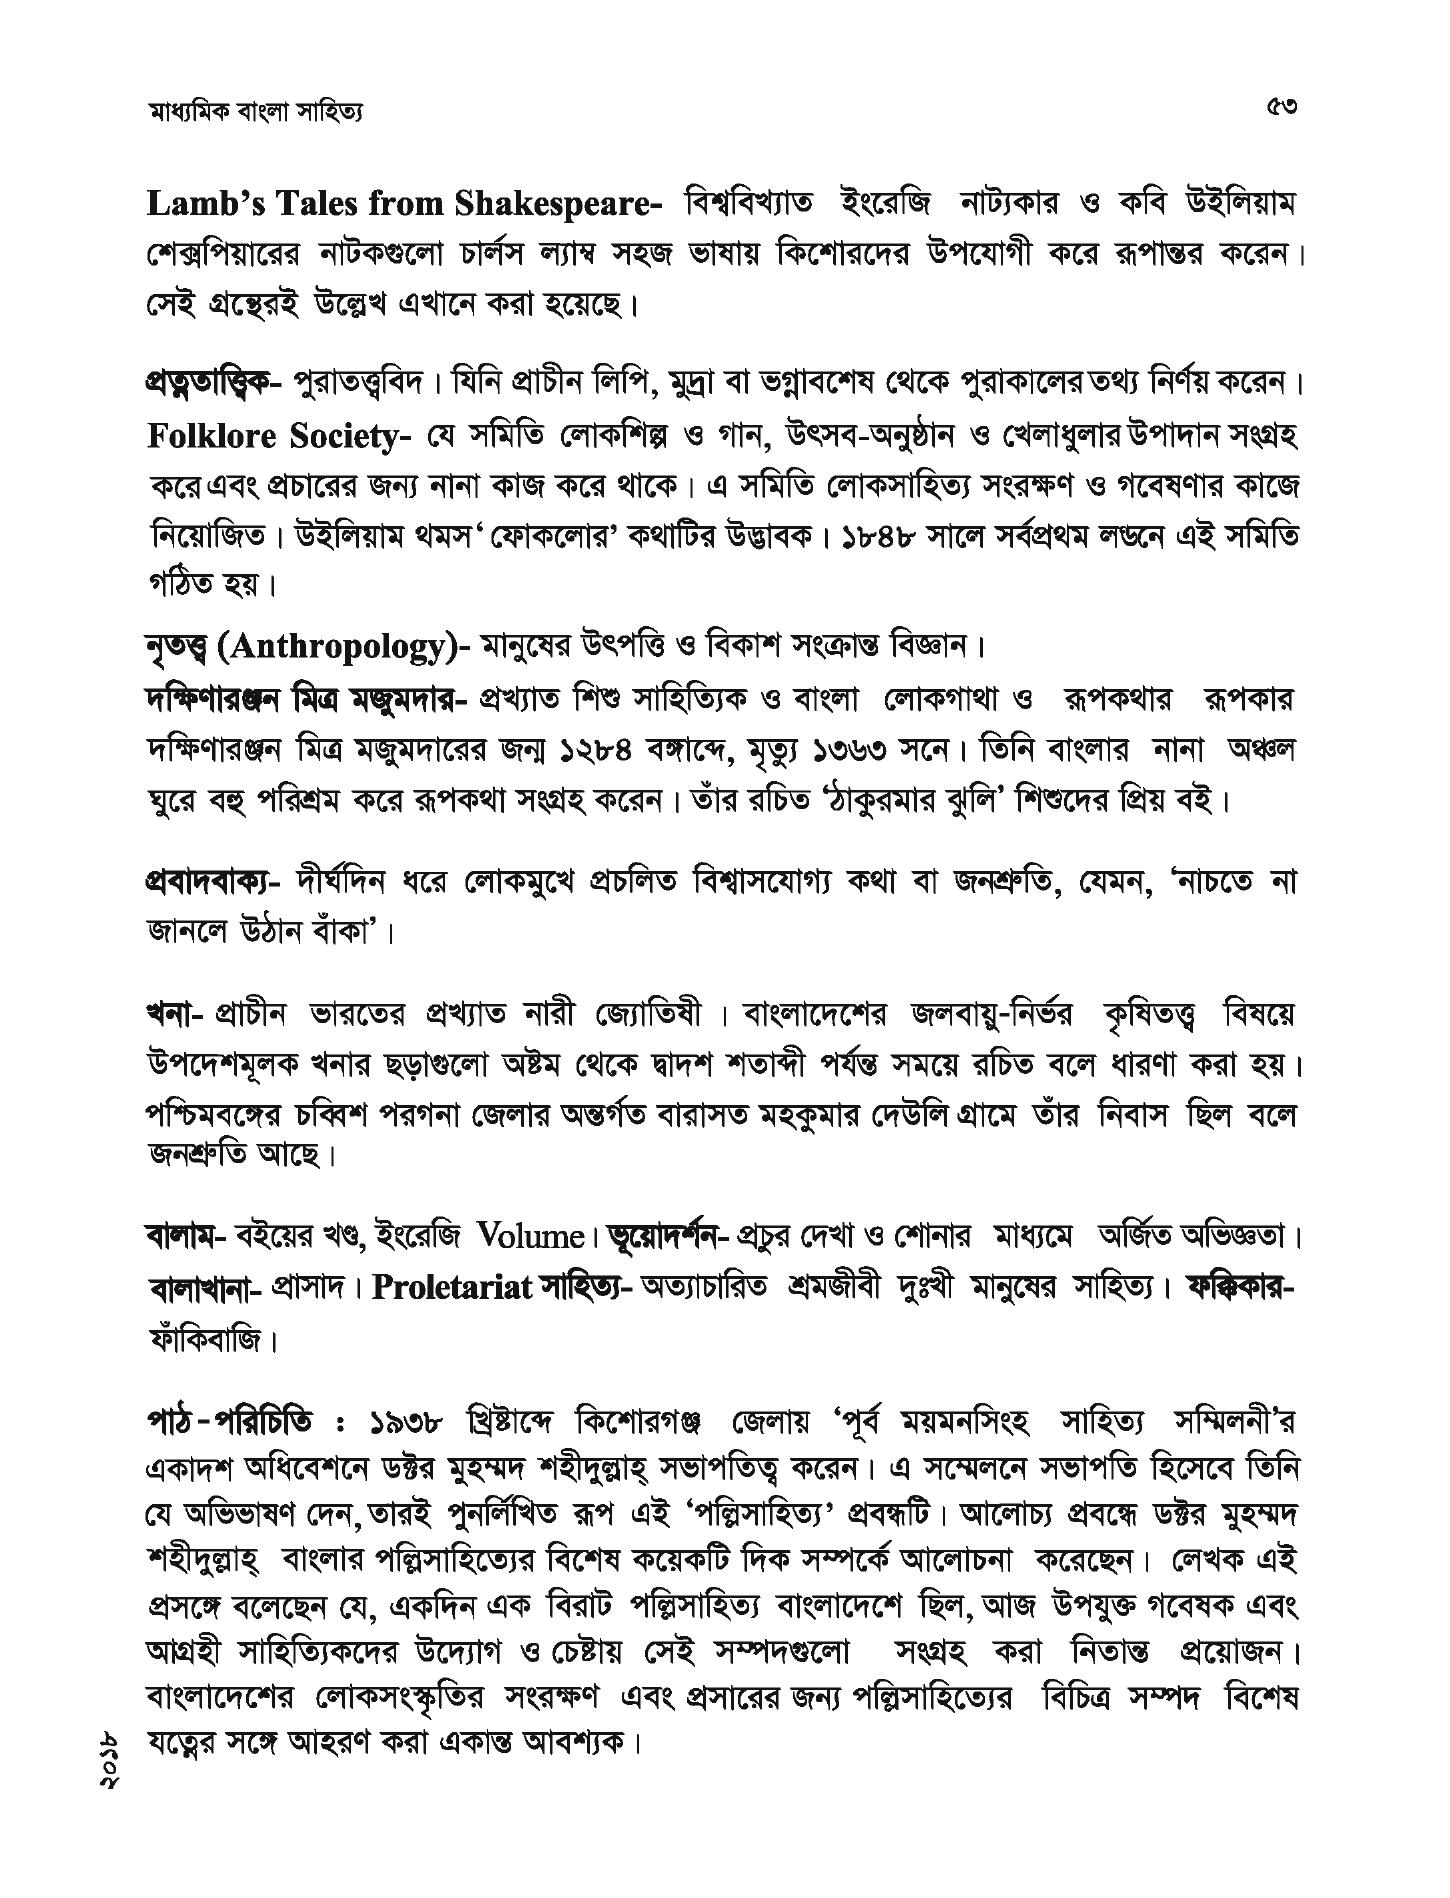 মাধ্যমিক বাংলা সাহিত্য
৫৩
Lamb's Tales from Shakespeare- বিশ্ববিখ্যাত ইংরেজি নাট্যকার ও কবি উইলিয়াম
শেক্সপিয়ারের নাটকগুলো চার্লস ল্যাম্ব সহজ ভাষায় কিশোরদের উপযোগী করে রূপান্তর করেন।
সেই গ্রন্থেরই উল্লেখ এখানে করা হয়েছে।
প্রত্নতাত্ত্বিক- পুরাতত্ত্ববিদ। যিনি প্রাচীন লিপি, মুদ্রা বা ভগ্নাবশেষ থেকে পুরাকালের তথ্য নির্ণয় করেন।
Folklore Society- যে সমিতি লোকশিল্প ও গান, উৎসব-অনুষ্ঠান ও খেলাধুলার উপাদান সংগ্রহ
করে এবং প্রচারের জন্য নানা কাজ করে থাকে। এ সমিতি লোকসাহিত্য সংরক্ষণ ও গবেষণার কাজে
নিয়োজিত। উইলিয়াম থমস 'ফোকলোর' কথাটির উদ্ভাবক। ১৮৪৮ সালে সর্বপ্রথম লন্ডনে এই সমিতি
গঠিত হয়।
নৃতত্ত্ব (Anthropology)- মানুষের উৎপত্তি ও বিকাশ সংক্রান্ত বিজ্ঞান।
দক্ষিণারঞ্জন মিত্র মজুমদার- প্রখ্যাত শিশু সাহিত্যিক ও বাংলা লোকগাথা ও রূপকথার রূপকার
দক্ষিণারঞ্জন মিত্র মজুমদারের জন্ম ১২৮৪ বঙ্গাব্দে, মৃত্যু ১৩৬৩ সনে। তিনি বাংলার নানা অঞ্চল
ঘুরে বহু পরিশ্রম করে রূপকথা সংগ্রহ করেন। তাঁর রচিত 'ঠাকুরমার ঝুলি' শিশুদের প্রিয় বই।
প্রবাদবাক্য- দীর্ঘদিন ধরে লোকমুখে প্রচলিত বিশ্বাসযোগ্য কথা বা জনশ্রুতি, যেমন, 'নাচতে না
জানলে উঠান বাঁকা'।
খনা- প্রাচীন ভারতের প্রখ্যাত নারী জ্যোতিষী । বাংলাদেশের জলবায়ু-নির্ভর কৃষিতত্ত্ব বিষয়ে
উপদেশমূলক খনার ছড়াগুলো অষ্টম থেকে দ্বাদশ শতাব্দী পর্যন্ত সময়ে রচিত বলে ধারণা করা হয়।
পশ্চিমবঙ্গের চব্বিশ পরগনা জেলার অন্তর্গত বারাসত মহকুমার দেউলি গ্রামে তাঁর নিবাস ছিল বলে
জনশ্রুতি আছে।
বালাম- বইয়ের খণ্ড, ইংরেজি Volume। ভূয়োদর্শন- প্রচুর দেখা ও শোনার মাধ্যমে অর্জিত অভিজ্ঞতা।
বালাখানা- প্রাসাদ। Proletariat সাহিত্য- অত্যাচারিত শ্রমজীবী দুঃখী মানুষের সাহিত্য। ফক্কিকার-
ফাঁকিবাজি।
পাঠ-পরিচিতি : ১৯৩৮ খ্রিষ্টাব্দে কিশোরগঞ্জ জেলায় 'পূর্ব ময়মনসিংহ সাহিত্য সম্মিলনী'র
একাদশ অধিবেশনে ডক্টর মুহম্মদ শহীদুল্লাহ্ সভাপতিত্ব করেন। এ সম্মেলনে সভাপতি হিসেবে তিনি
যে অভিভাষণ দেন, তারই পুনর্লিখিত রূপ এই 'পল্লিসাহিত্য' প্রবন্ধটি। আলোচ্য প্রবন্ধে ডক্টর মুহম্মদ
শহীদুল্লাহ্ বাংলার পল্লিসাহিত্যের বিশেষ কয়েকটি দিক সম্পর্কে আলোচনা করেছেন। লেখক এই
প্রসঙ্গে বলেছেন যে, একদিন এক বিরাট পল্লিসাহিত্য বাংলাদেশে ছিল, আজ উপযুক্ত গবেষক এবং
আগ্রহী সাহিত্যিকদের উদ্যোগ ও চেষ্টায় সেই সম্পদগুলো সংগ্রহ করা নিতান্ত প্রয়োজন।
বাংলাদেশের লোকসংস্কৃতির সংরক্ষণ এবং প্রসারের জন্য পল্লিসাহিত্যের বিচিত্র সম্পদ বিশেষ
যত্নের সঙ্গে আহরণ করা একান্ত আবশ্যক।
২০১৮